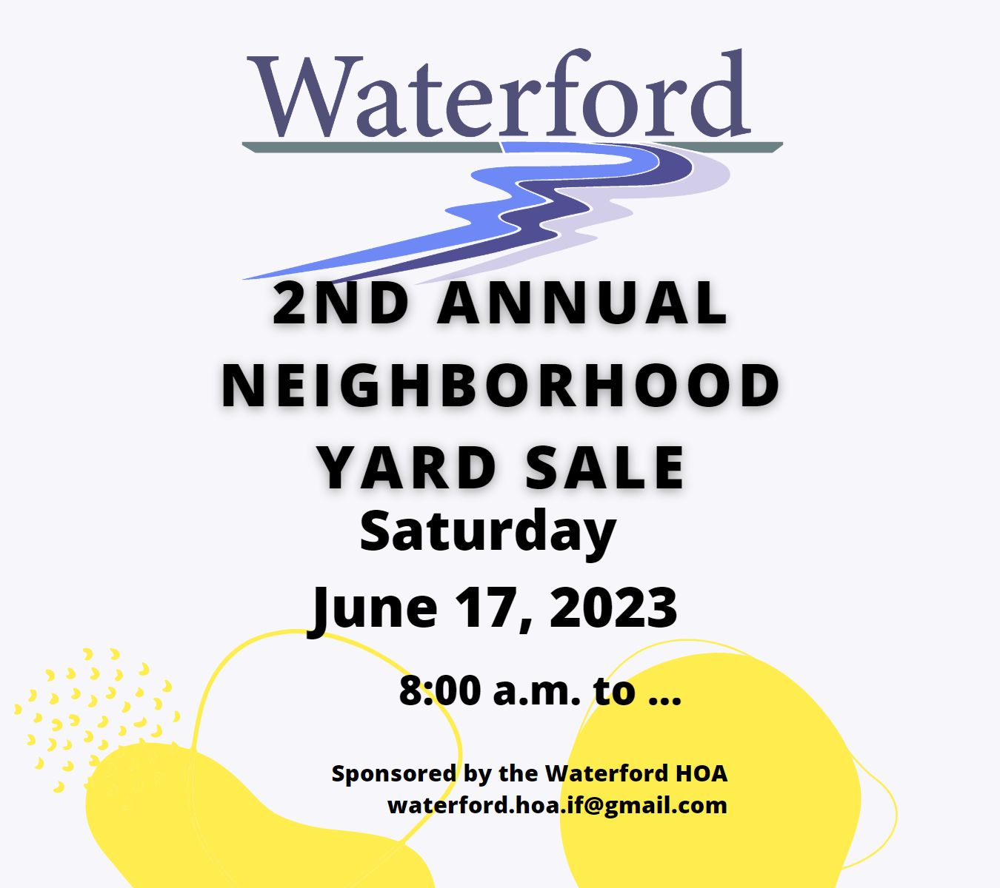 Waterford
2ND ANNUAL
NEIGHBORHOOD
YARD SALE
Saturday
June 17, 2023
8:00 a.m. to ...
Sponsored by the Waterford HOA
waterford.hoa.if@gmail.com